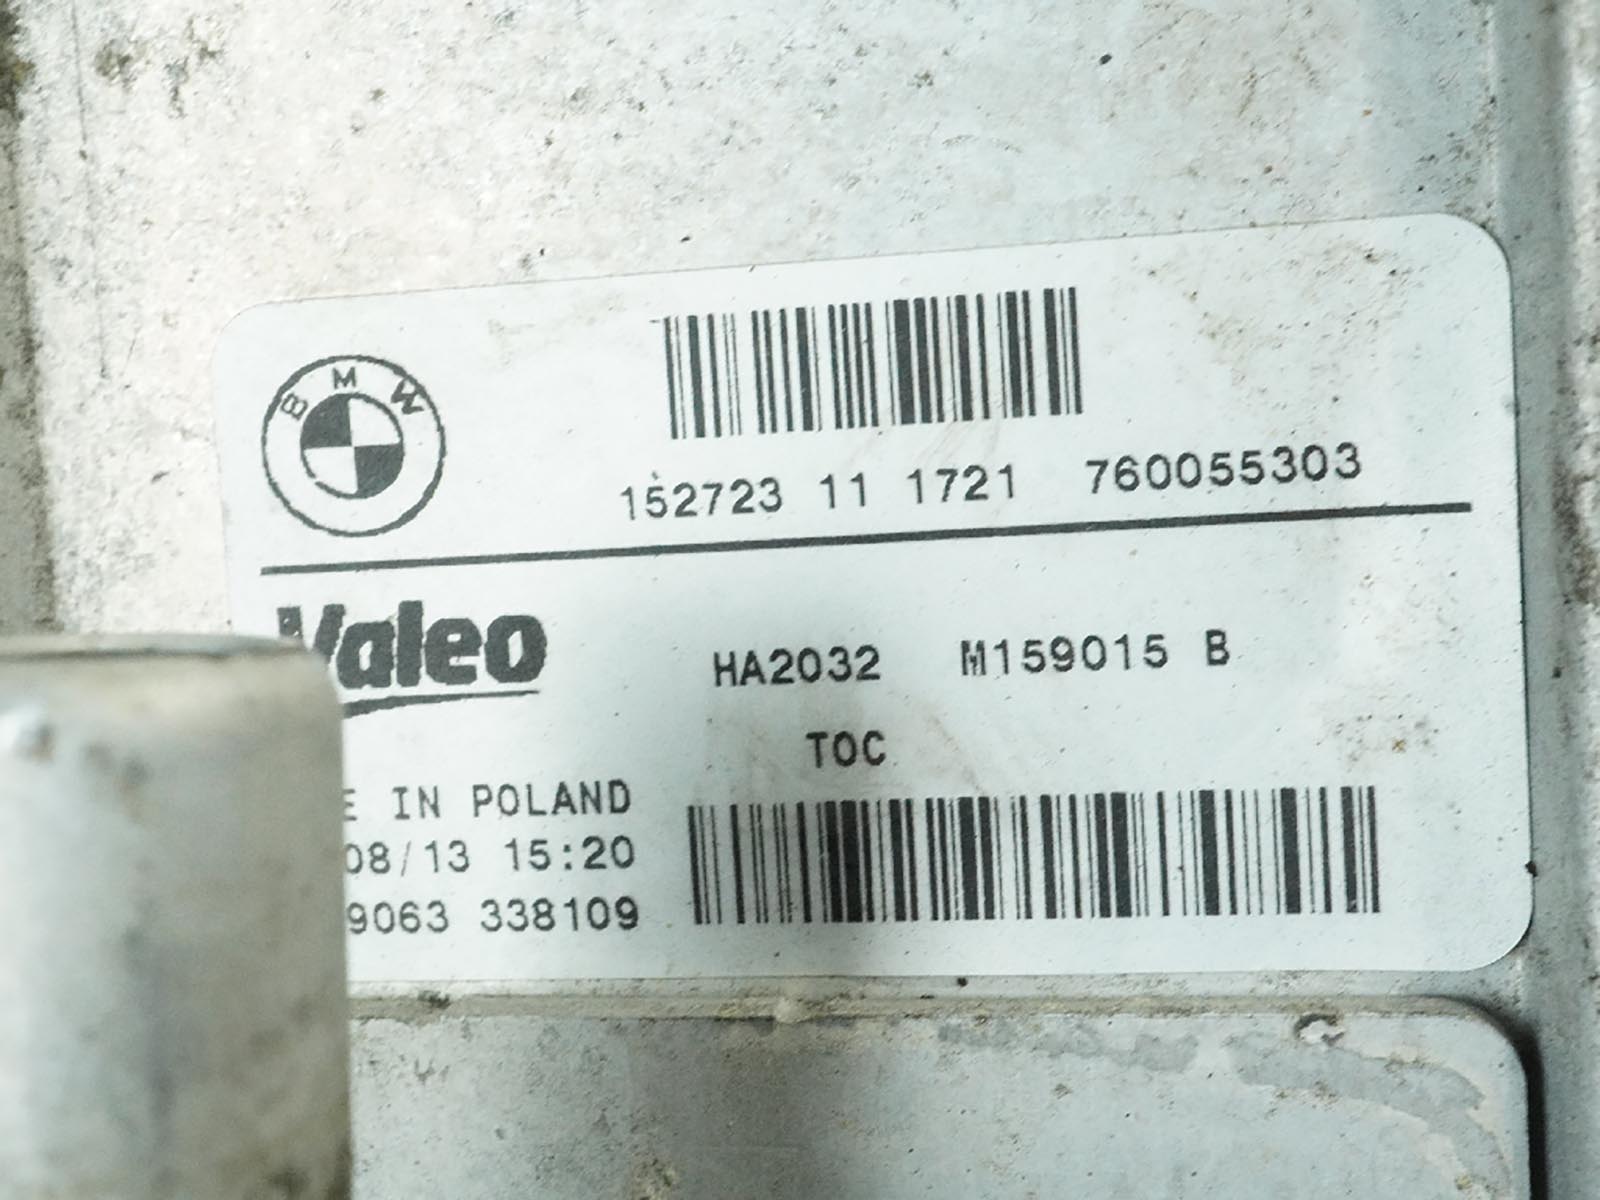 BMW
152723 11 1721 760055303
Valeo
HA2032 M159015 B
TOC
IN POLAND
08/13 15:20
9063 338109